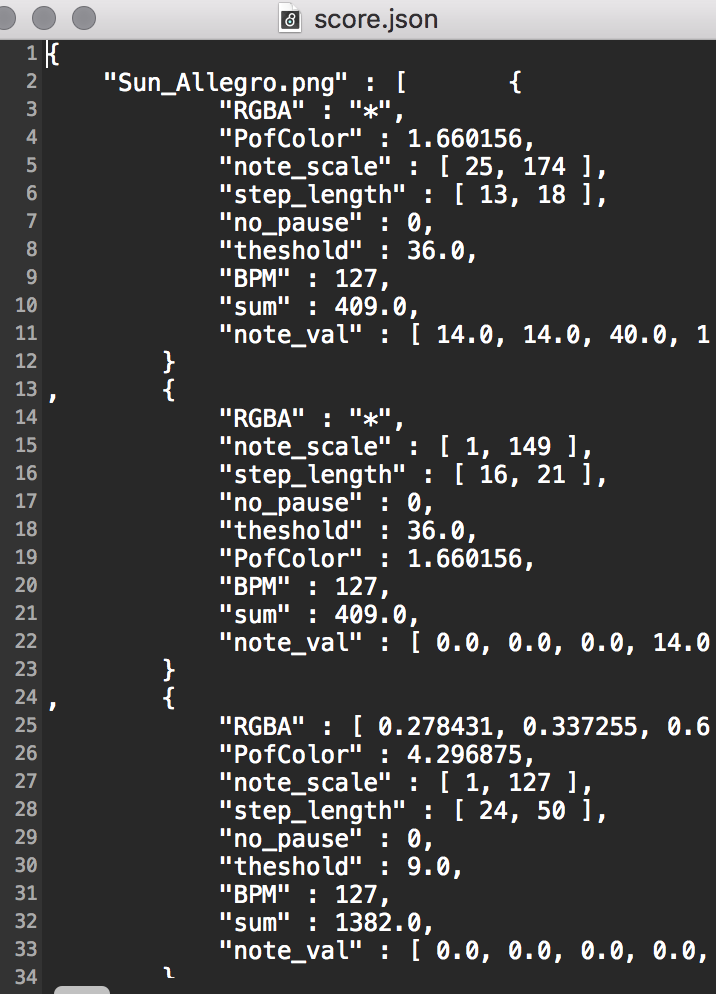 score.json
1 {
2 "Sun_Allegro.png" : [ {
3 "RGBA" : "*",
4 "PofColor" : 1.660156,
5 "note_scale" : [ 25, 174 ],
6 "step_length" : [ 13, 18 ],
7 "no_pause" : 0,
8 "theshold" : 36.0,
9 "BPM" : 127,
10 "sum" : 409.0,
11 "note_val" : [ 14.0, 14.0, 40.0, 1
12 }
13 , {
14 "RGBA" : "*",
15 "note_scale" : [ 1, 149 ],
16 "step_length" : [ 16, 21 ],
17 "no_pause" : 0,
18 "theshold" : 36.0,
19 "PofColor" : 1.660156,
20 "BPM" : 127,
21 "sum" : 409.0,
22 "note_val" : [ 0.0, 0.0, 0.0, 14.0
23 }
24 , {
25 "RGBA" : [ 0.278431, 0.337255, 0.6
26 "PofColor" : 4.296875,
27 "note_scale" : [ 1, 127 ],
28 "step_length" : [ 24, 50 ],
29 "no_pause" : 0,
30 "theshold" : 9.0,
31 "BPM" : 127,
32 "sum" : 1382.0,
33 "note_val" : [ 0.0, 0.0, 0.0, 0.0,
34 }